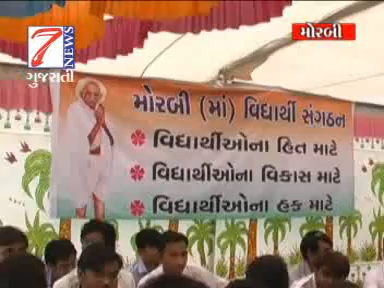 7 NEWS
ગુજરાતી
મોરબી
મોરબી (માં) વિદ્યાર્થી સંગઠન
વિદ્યાર્થીઓના હિત માટે
વિદ્યાર્થીઓના વિકાસ માટે
વિદ્યાર્થીઓના હક માટે